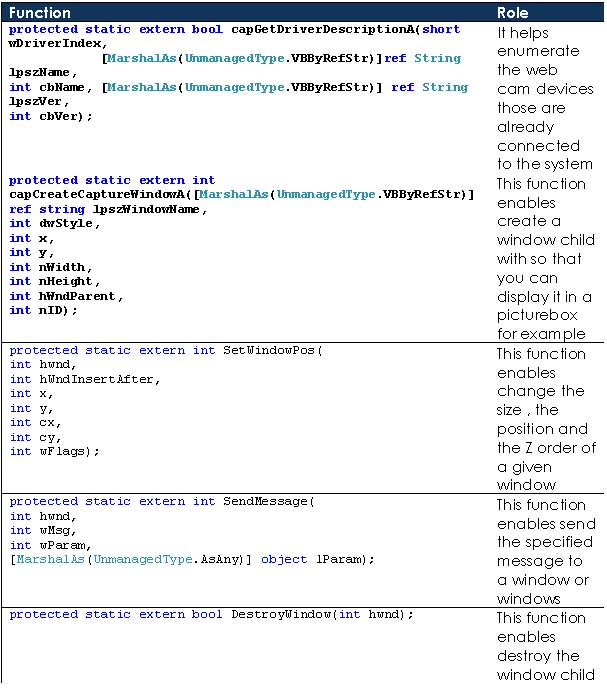 Function
Role
protected static extern bool capGetDriverDescriptionA(short
wDriverIndex,
[MarshalAs(UnmanagedType.VBByRefStr)]ref String
lpszName,
int cbName, [MarshalAs(UnmanagedType.VBByRefStr)] ref String
lpszVer,
int cbVer);
It helps
enumerate
the web
cam devices
those are
already
connected
to the system
protected static extern int
capCreateCaptureWindowA([MarshalAs(UnmanagedType.VBByRefStr)]
ref string lpszWindowName,
int dwStyle,
int x,
int y,
int nWidth,
int nHeight,
int hWndParent,
int nID);
This function
enables
create a
window child
with so that
you can
display it in a
picturebox
for example
protected static extern int SetWindowPos(
int hwnd,
int hWndInsertAfter,
int x,
int y,
int cx,
int cy,
int wFlags);
This function
enables
change the
size , the
position and
the Z order of
a given
window
protected static extern int SendMessage(
int hwnd,
int wMsg,
int wParam,
[MarshalAs(UnmanagedType.AsAny)] object lParam);
This function
enables send
the specified
message to
a window or
windows
protected static extern bool DestroyWindow(int hwnd);
This function
enables
destroy the
window child